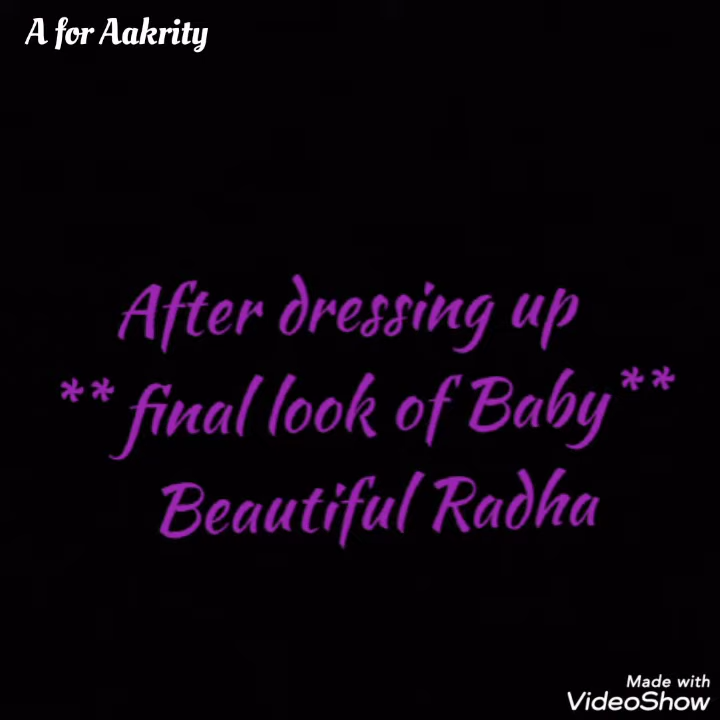 A for Aakrity
After dressing up
** final look of Baby **
Beautiful Radha
Made with
VideoShow